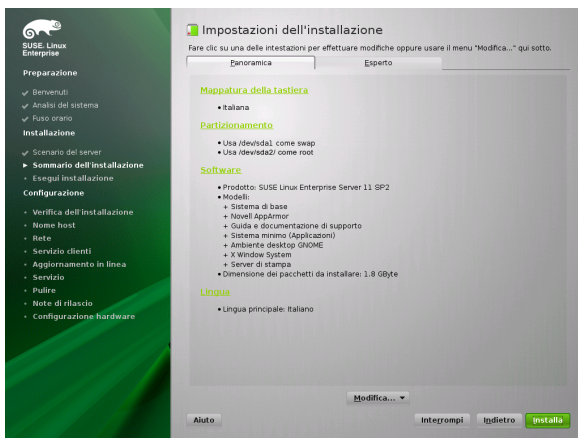 SUSE. Linux
Enterprise
Preparazione
Benvenuti
Analisi del sistema
Fuso orario
Installazione
Scenario del server
Sommario dell'installazione
Esegui installazione
Configurazione
Verifica dell'installazione
Nome host
Rete
Servizio clienti
Aggiornamento in linea
Servizio
Pulire
Note di rilascio
Configurazione hardware
Impostazioni dell'installazione
Fare clic su una delle intestazioni per effettuare modifiche oppure usare il menu "Modifica..." qui sotto.
Panoramica
Esperto
Mappatura della tastiera
• Italiana
Partizionamento
• Usa /dev/sda1 come swap
• Usa /dev/sda2/ come root
Software
• Prodotto: SUSE Linux Enterprise Server 11 SP2
• Modelli:
+ Sistema di base
+ Novell AppArmor
+ Guida e documentazione di supporto
+ Sistema minimo (Applicazioni)
+ Ambiente desktop GNOME
+ X Window System
+ Server di stampa
• Dimensione dei pacchetti da installare: 1.8 GByte
Lingua
• Lingua principale: Italiano
Modifica...
Aiuto
Interrompi
Indietro
Installa